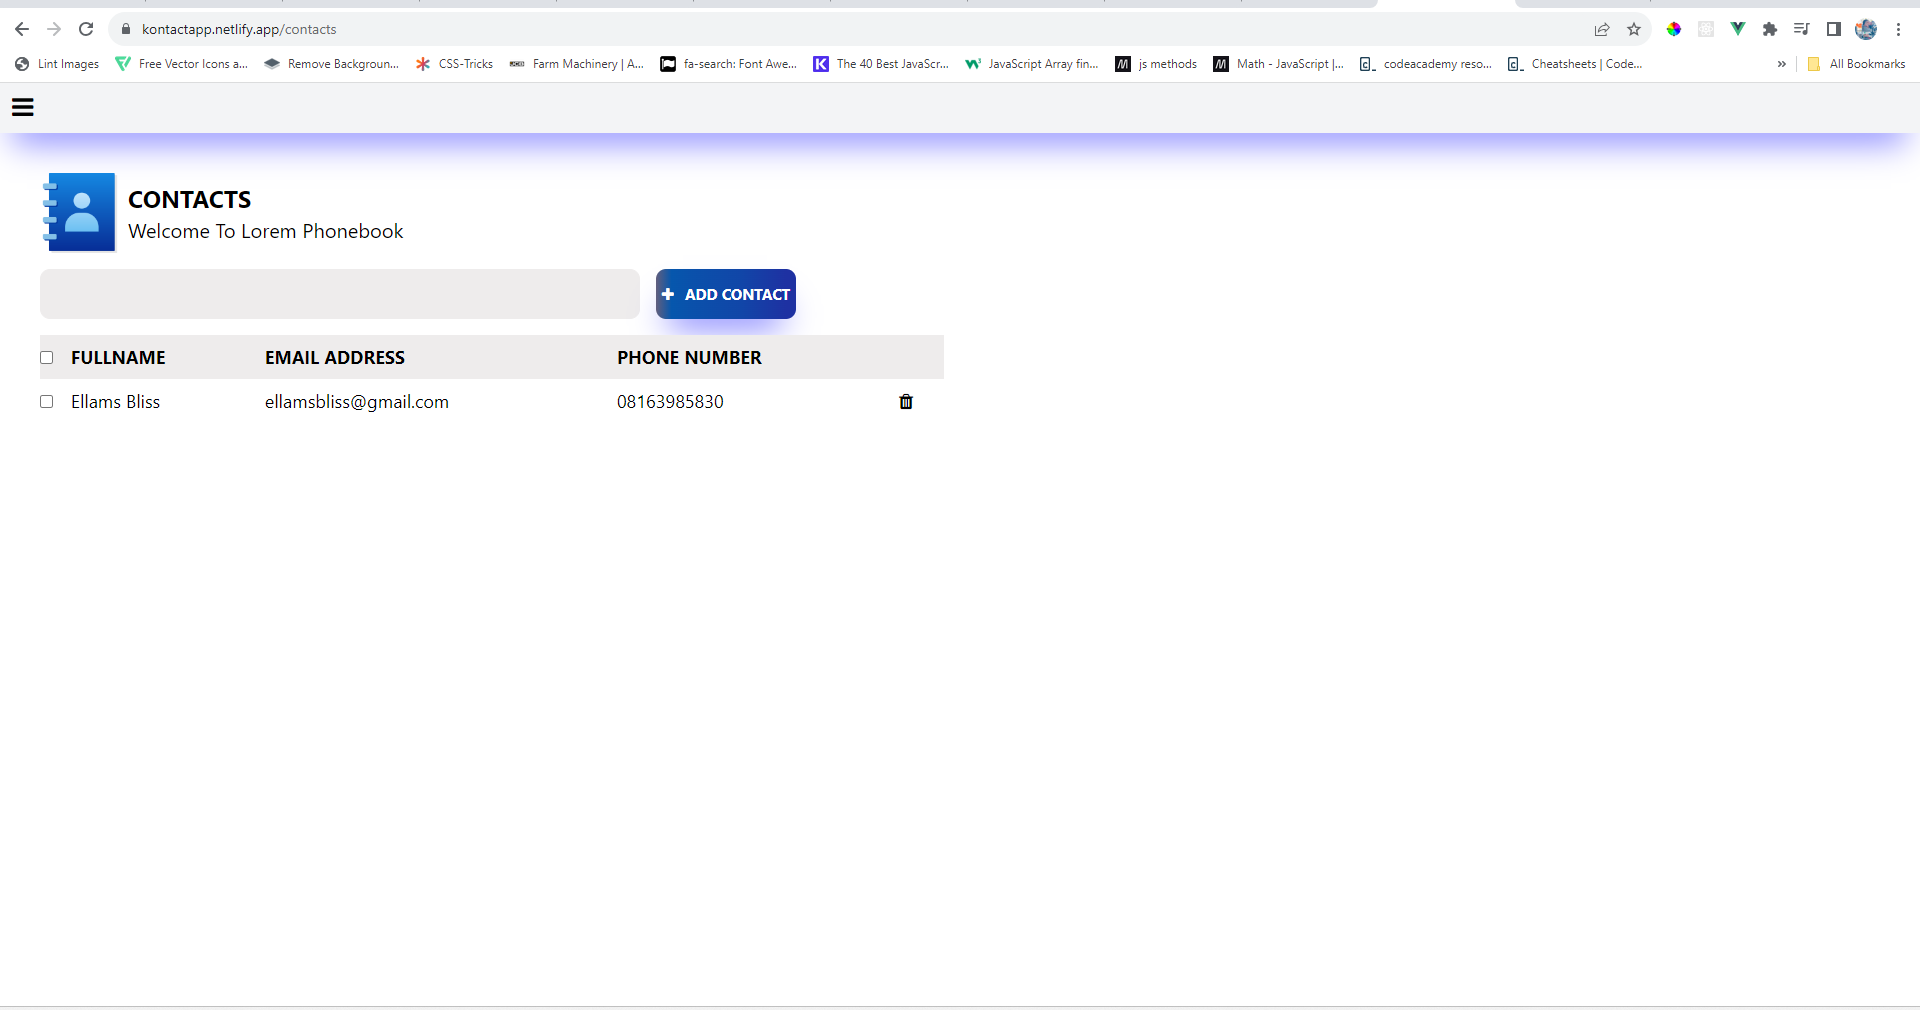 kontactapp.netlify.app/contacts
Lint Images Free Vector Icons a... Remove Backgroun... CSS-Tricks JCB Farm Machinery | A... fa-search: Font Awe... K The 40 Best JavaScr... JavaScript Array fin... js methods Math - JavaScript |... codeacademy reso... Cheatsheets | Code... » All Bookmarks
CONTACTS
Welcome To Lorem Phonebook
+ ADD CONTACT
FULLNAME EMAIL ADDRESS PHONE NUMBER
Ellams Bliss ellamsbliss@gmail.com 08163985830